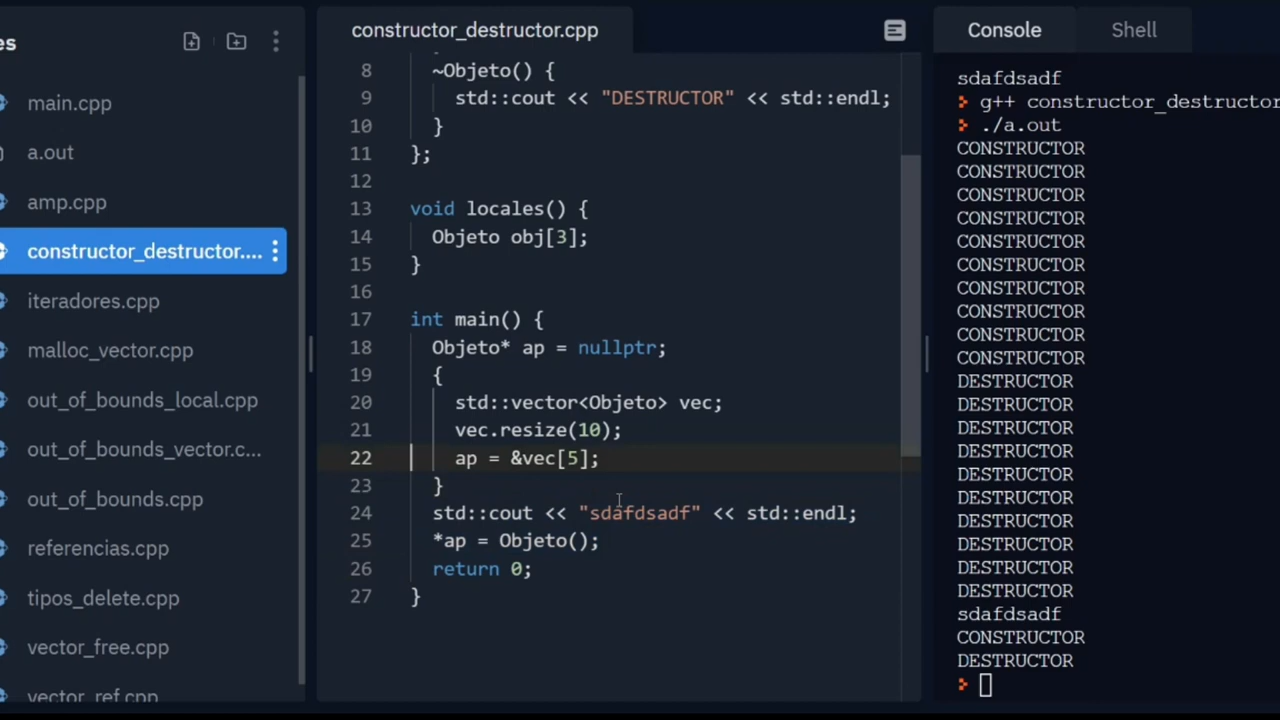 es
main.cpp
a.out
amp.cpp
constructor_destructor....
iteradores.cpp
malloc_vector.cpp
out_of_bounds_local.cpp
out_of_bounds_vector.c...
out_of_bounds.cpp
referencias.cpp
tipos_delete.cpp
vector_free.cpp
vector_ref.cpp
constructor_destructor.cpp
8 ~Objeto() {
9 std::cout << "DESTRUCTOR" << std::endl;
10 }
11 };
12
13 void locales() {
14 Objeto obj[3];
15 }
16
17 int main() {
18 Objeto* ap = nullptr;
19 {
20 std::vector<Objeto> vec;
21 vec.resize(10);
22 ap = &vec[5];
23 }
24 std::cout << "sdafdsadf" << std::endl;
25 *ap = Objeto();
26 return 0;
27 }
Console Shell
sdafdsadf
> g++ constructor_destructor
> ./a.out
CONSTRUCTOR
CONSTRUCTOR
CONSTRUCTOR
CONSTRUCTOR
CONSTRUCTOR
CONSTRUCTOR
CONSTRUCTOR
CONSTRUCTOR
CONSTRUCTOR
CONSTRUCTOR
DESTRUCTOR
DESTRUCTOR
DESTRUCTOR
DESTRUCTOR
DESTRUCTOR
DESTRUCTOR
DESTRUCTOR
DESTRUCTOR
DESTRUCTOR
DESTRUCTOR
sdafdsadf
CONSTRUCTOR
DESTRUCTOR
>